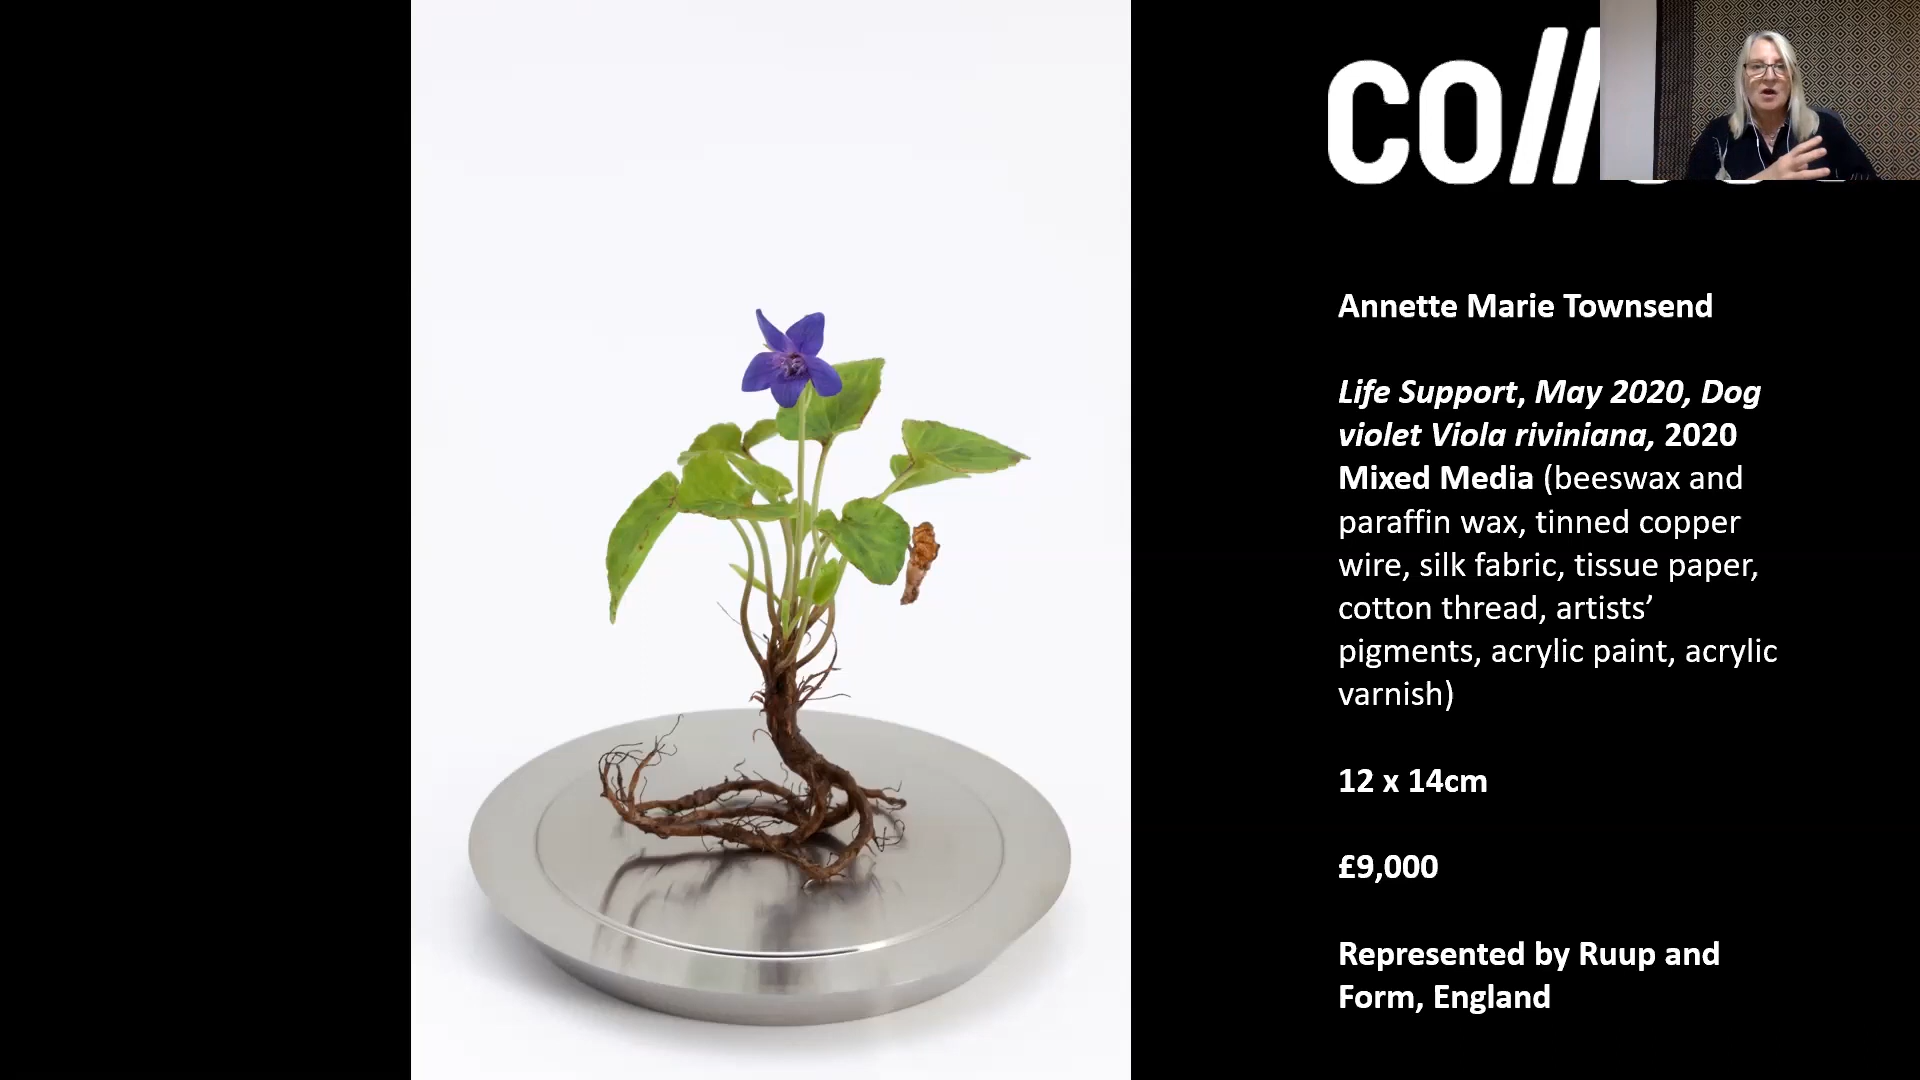 co//
Annette Marie Townsend
Life Support, May 2020, Dog
violet Viola riviniana, 2020
Mixed Media (beeswax and
paraffin wax, tinned copper
wire, silk fabric, tissue paper,
cotton thread, artists’
pigments, acrylic paint, acrylic
varnish)
12 x 14cm
£9,000
Represented by Ruup and
Form, England